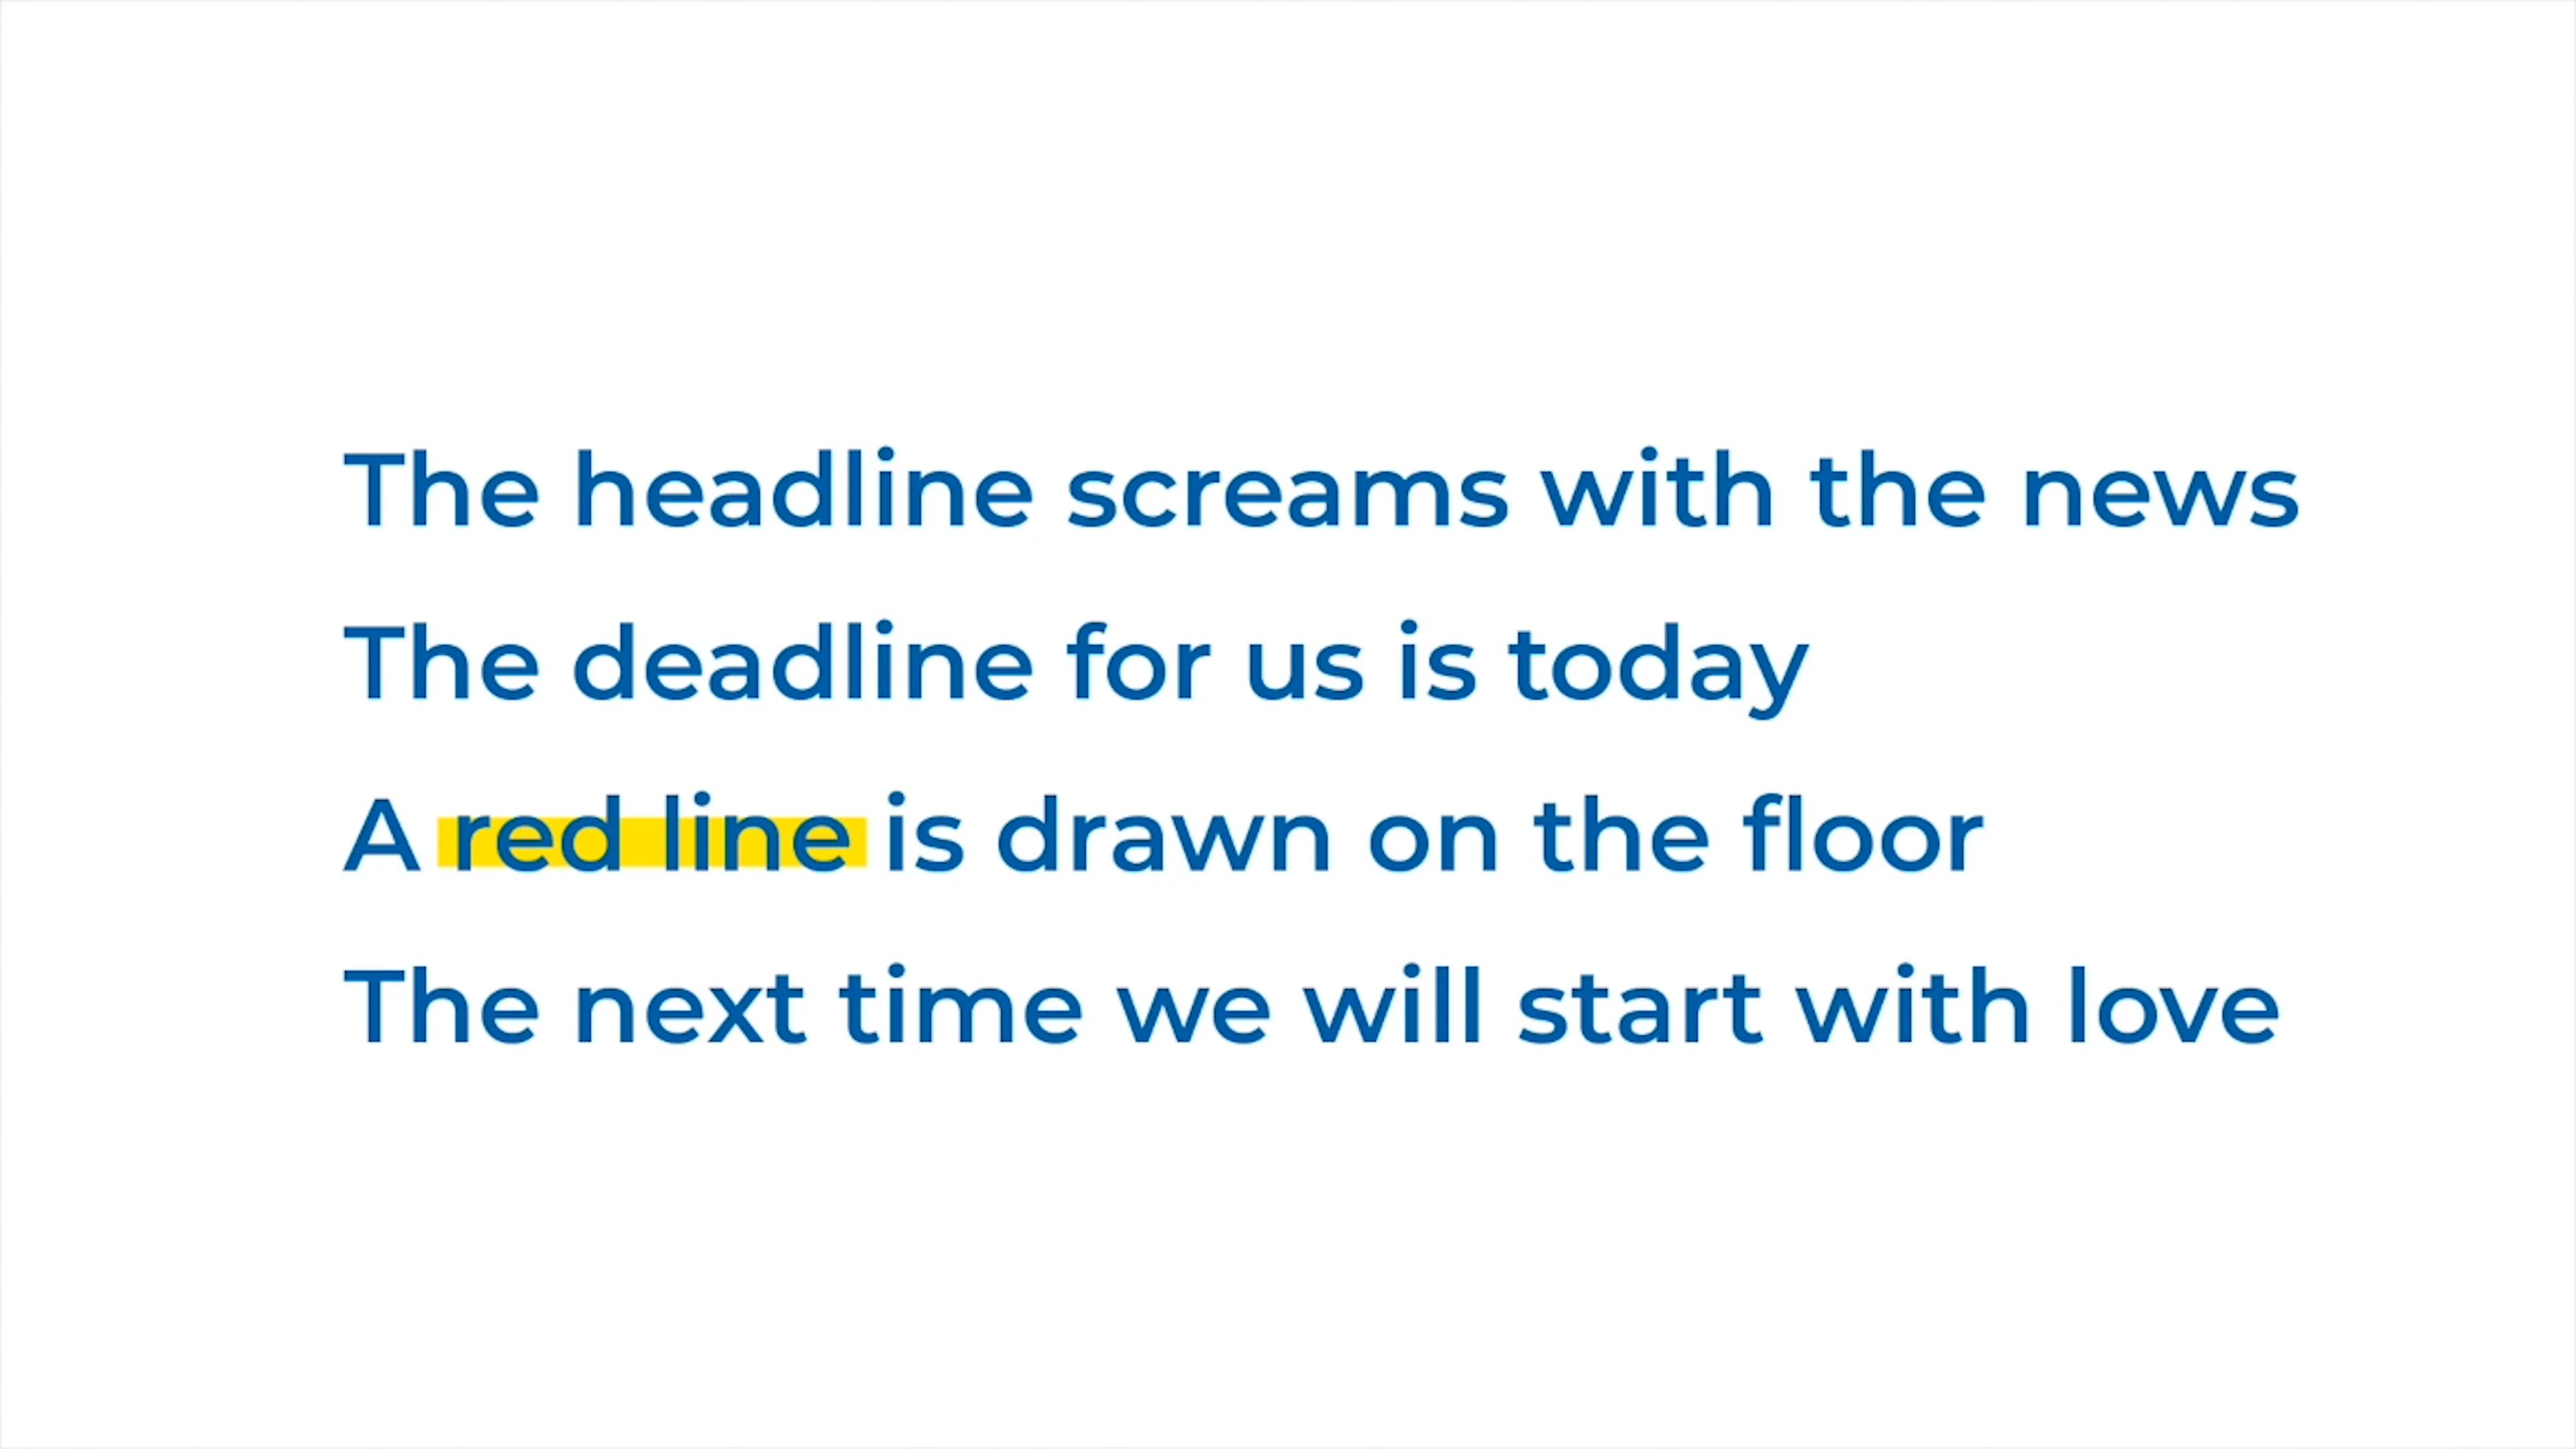 The headline screams with the news
The deadline for us is today
A red line is drawn on the floor
The next time we will start with love